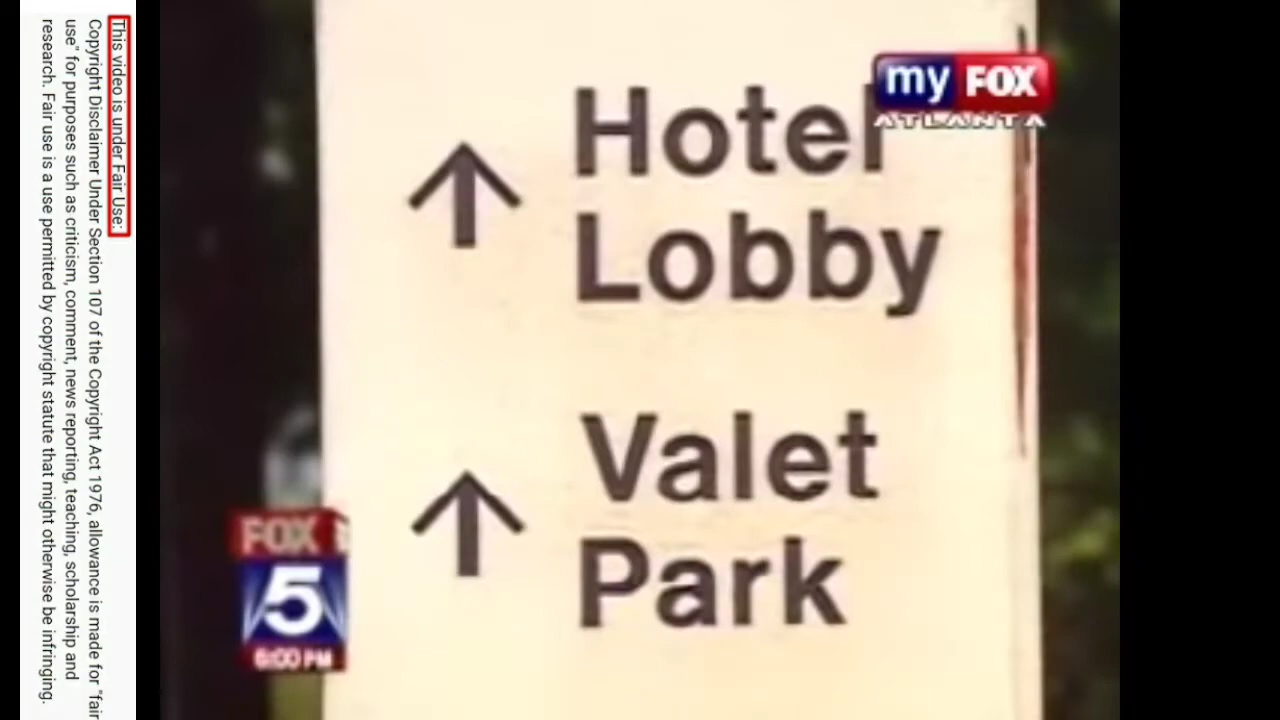 This video is under Fair Use:
Copyright Disclaimer Under Section 107 of the Copyright Act 1976, allowance is made for "fair
use" for purposes such as criticism, comment, news reporting, teaching, scholarship and
research. Fair use is a use permitted by copyright statute that might otherwise be infringing.
my FOX
ATLANTA
Hotel
Lobby
Valet
Park
FOX
5
6:00 PM